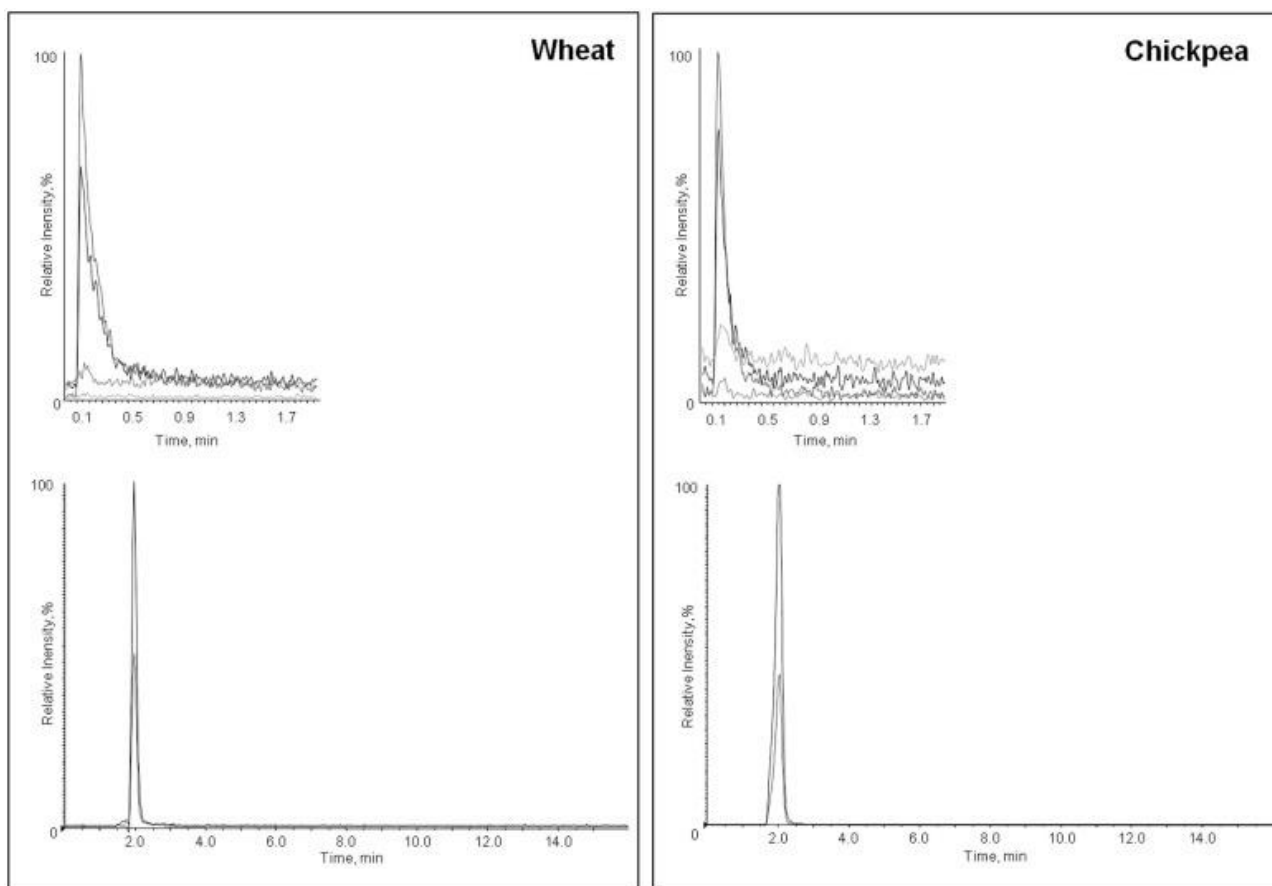 Wheat
100
Relative Inensity,%
0
0.1 0.5 0.9 1.3 1.7
Time, min
100
Relative Inensity,%
0
2.0 4.0 6.0 8.0 10.0 12.0 14.0
Time, min
Chickpea
100
Relative Inensity,%
0
0.1 0.5 0.9 1.3 1.7
Time, min
100
Relative Inensity,%
0
2.0 4.0 6.0 8.0 10.0 12.0 14.0
Time, min